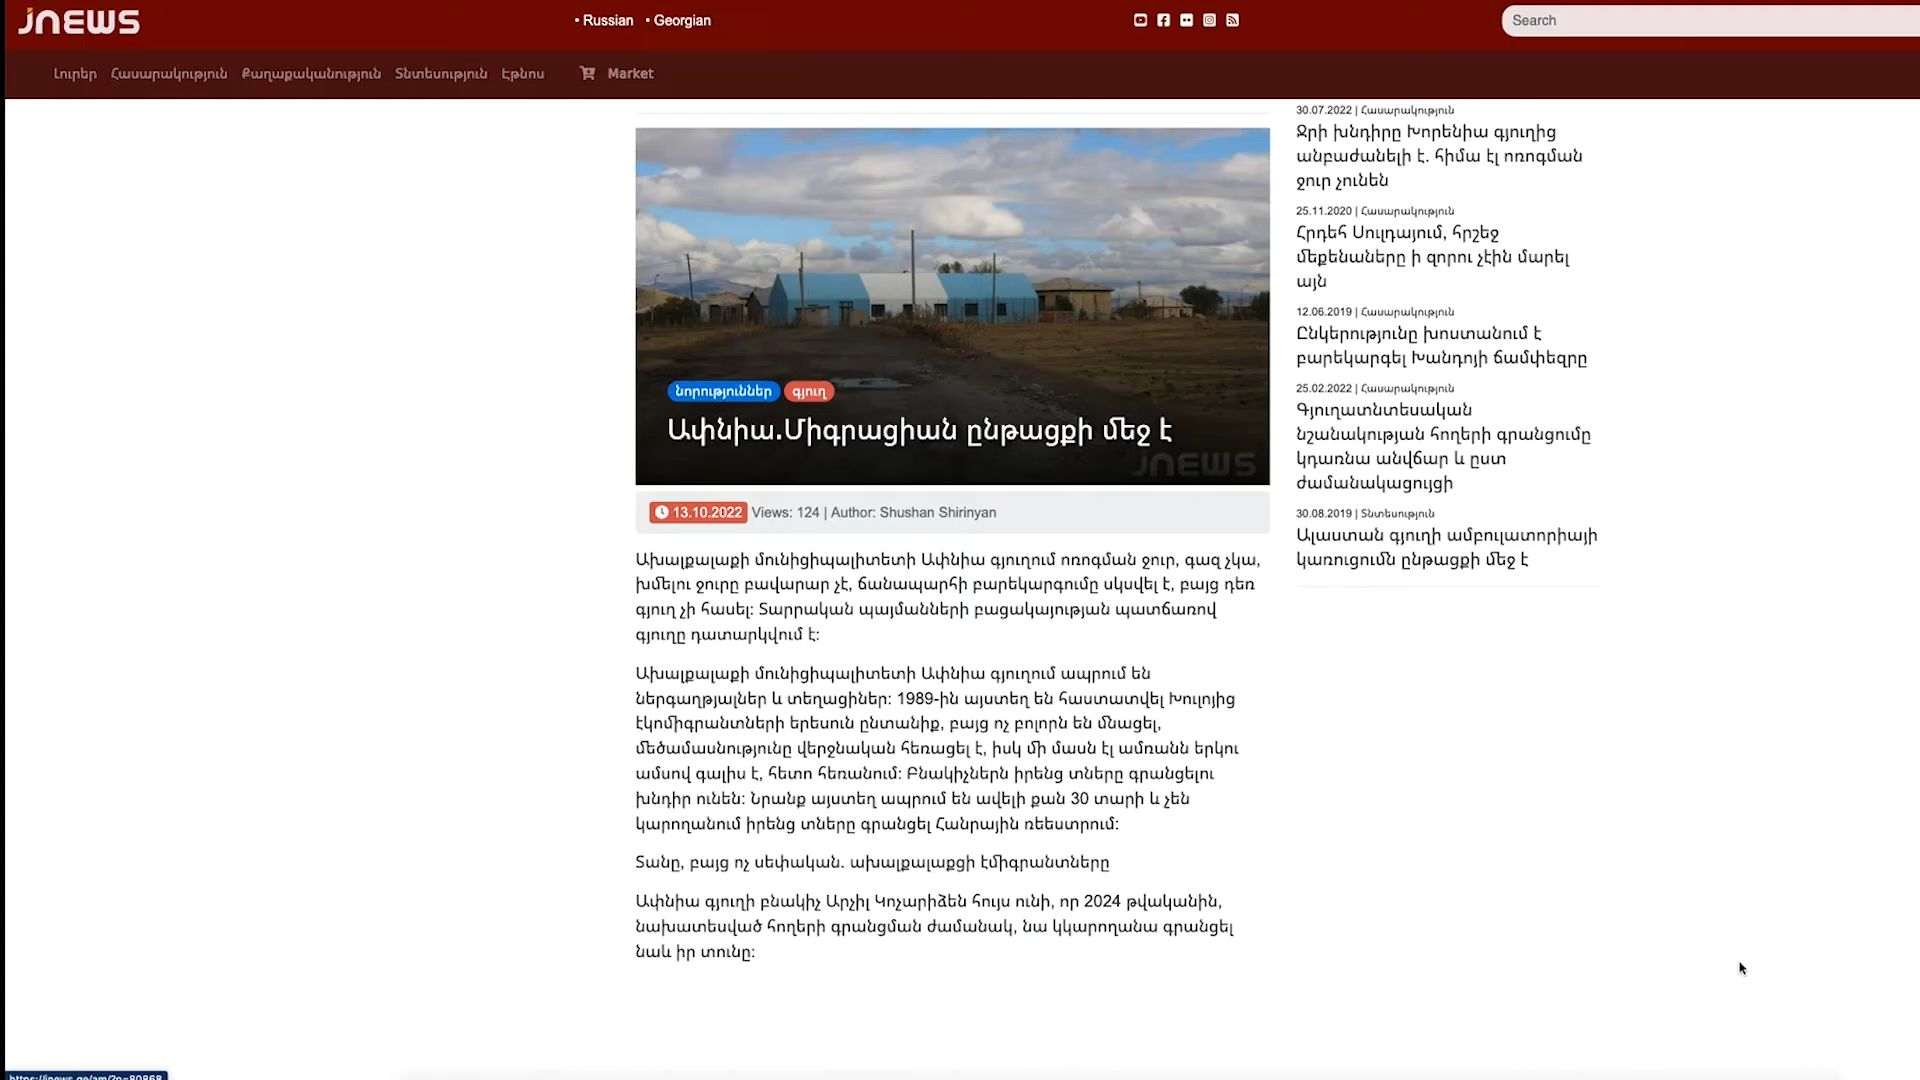 JNEWS
• Russian • Georgian
Search
Լուրեր Հասարակություն Քաղաքականություն Տնտեսություն Էթնոս Market
նորություններ գյուղ
Ափնիա.Միգրացիան ընթացքի մեջ է
JNEWS
13.10.2022 Views: 124 | Author: Shushan Shirinyan
Ախալքալաքի մունիցիպալիտետի Ափնիա գյուղում ոռոգման ջուր, գազ չկա,
խմելու ջուրը բավարար չէ, ճանապարհի բարեկարգումը սկսվել է, բայց դեռ
գյուղ չի հասել: Տարրական պայմանների բացակայության պատճառով
գյուղը դատարկվում է:
Ախալքալաքի մունիցիպալիտետի Ափնիա գյուղում ապրում են
ներգաղթյալներ և տեղացիներ: 1989-ին այստեղ են հաստատվել Խուլոյից
էկոմիգրանտների երեսուն ընտանիք, բայց ոչ բոլորն են մնացել,
մեծամասնությունը վերջնական հեռացել է, իսկ մի մասն էլ ամռանն երկու
ամսով գալիս է, հետո հեռանում: Բնակիչներն իրենց տները գրանցելու
խնդիր ունեն: Նրանք այստեղ ապրում են ավելի քան 30 տարի և չեն
կարողանում իրենց տները գրանցել Հանրային ռեեստրում:
Տանը, բայց ոչ սեփական. ախալքալաքցի էմիգրանտները
Ափնիա գյուղի բնակիչ Արչիլ Կոչարիձեն հույս ունի, որ 2024 թվականին,
նախատեսված հողերի գրանցման ժամանակ, նա կկարողանա գրանցել
նաև իր տունը:
30.07.2022 | Հասարակություն
Ջրի խնդիրը Խորենիա գյուղից
անբաժանելի է. հիմա էլ ոռոգման
ջուր չունեն
25.11.2020 | Հասարակություն
Հրդեհ Սուլդայում, հրշեջ
մեքենաները ի զորու չէին մարել
այն
12.06.2019 | Հասարակություն
Ընկերությունը խոստանում է
բարեկարգել Խանդոյի ճամփեզրը
25.02.2022 | Հասարակություն
Գյուղատնտեսական
նշանակության հողերի գրանցումը
կդառնա անվճար և ըստ
ժամանակացույցի
30.08.2019 | Տնտեսություն
Ալաստան գյուղի ամբուլատորիայի
կառուցումն ընթացքի մեջ է
https://jnews.ge/am/?p=80868